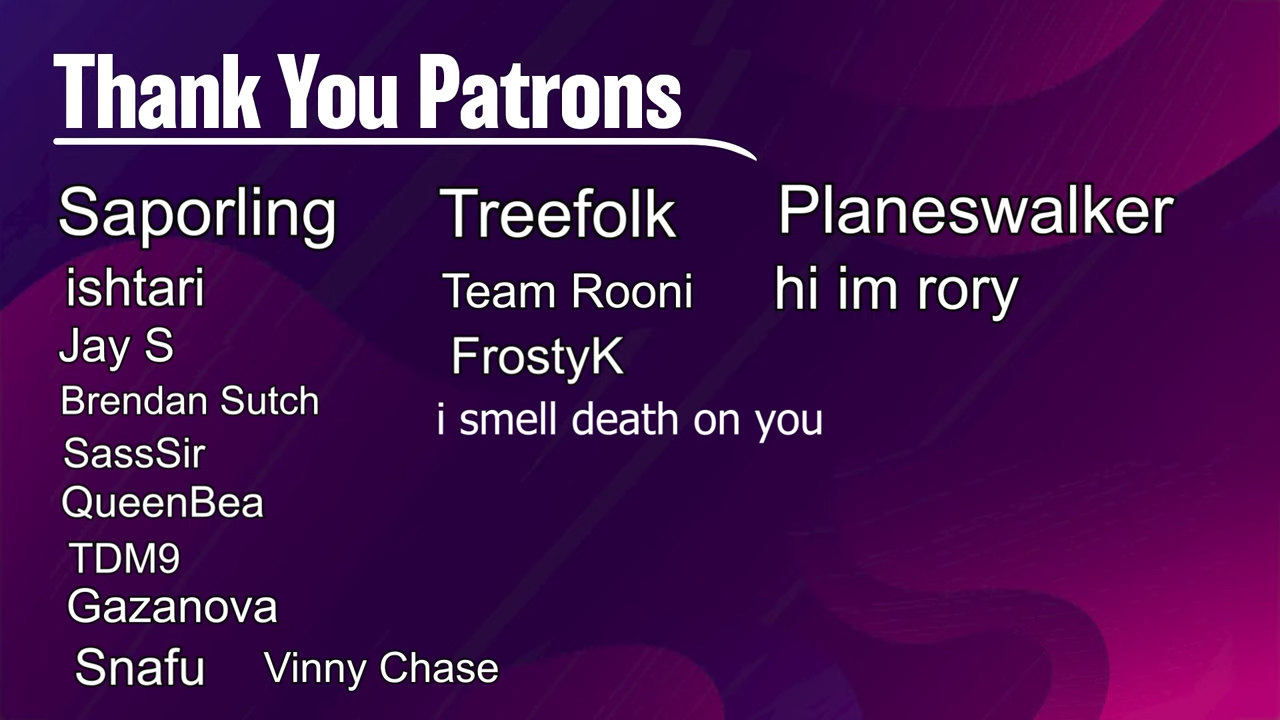 Thank You Patrons
Saporling
ishtari
Jay S
Brendan Sutch
SassSir
QueenBea
TDM9
Gazanova
Snafu
Vinny Chase
Treefolk
Team Rooni
FrostyK
i smell death on you
Planeswalker
hi im rory